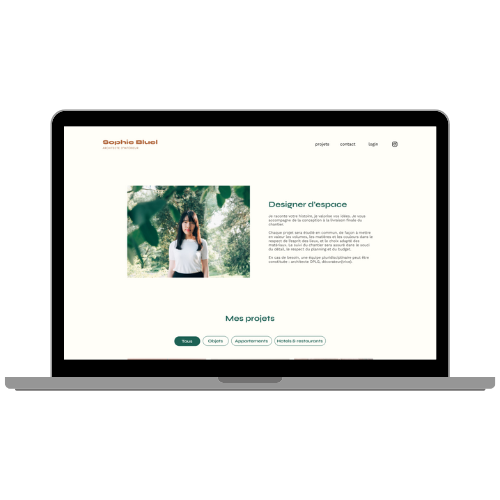 Sophie Bluel
projets
contact
login
Designer d'espace
Je raconte votre histoire, je valorise vos idées. Je vous
accompagne de la conception à la livraison finale du
chantier.
Chaque projet sera étudié en commun, de façon à mettre
en valeur les volumes, les matières et les couleurs dans le
respect de l'esprit des lieux, et le choix adapté des
matériaux. Le suivi du chantier sera assuré dans le souci
du détail, le respect du planning et du budget.
En cas de besoin, une équipe pluridisciplinaire peut être
constituée : architecte DPLG, décorateur(trice).
Mes projets
Tous
Objets
Appartements
Hotels & restaurants